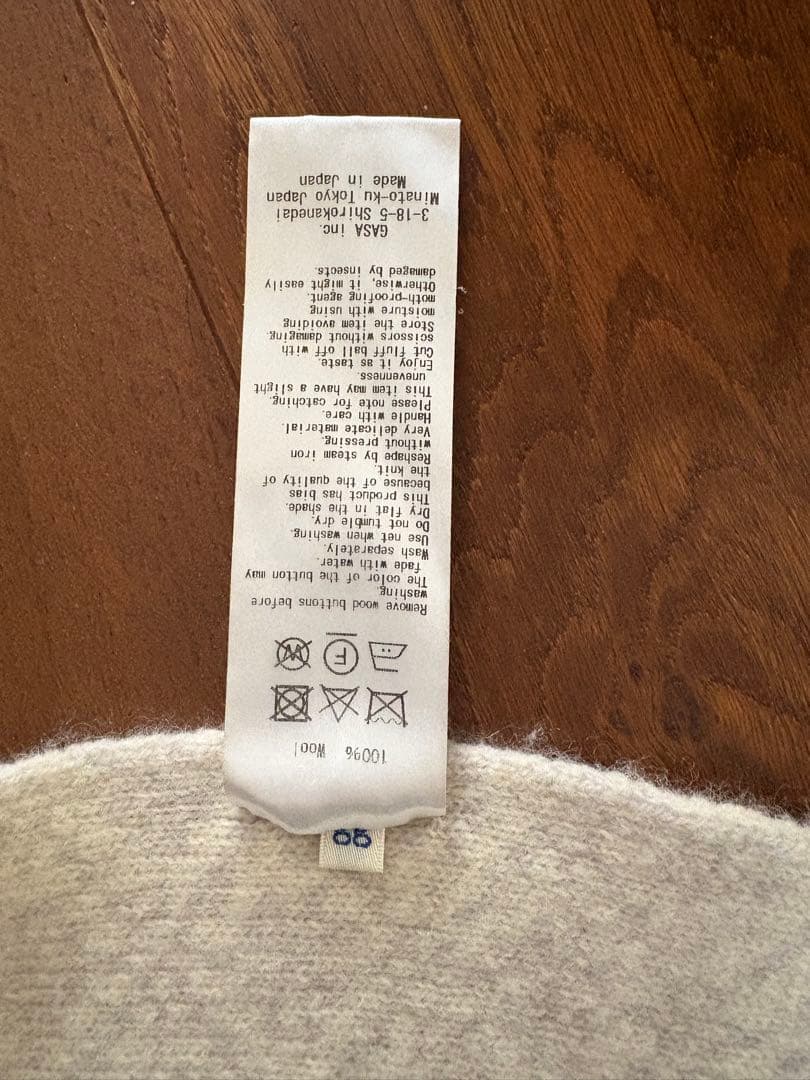 100% Wool
F W
Remove wood buttons before
washing.
The color of the button may
fade with water.
Wash separately.
Use net when washing.
Do not tumble dry.
Dry flat in the shade.
This product has bias
because of the quality of
the knit.
Reshape by steam iron
without pressing.
Very delicate material.
Handle with care.
Please note for catching.
This item may have a slight
unevenness.
Enjoy it as taste.
Cut fluff ball off with
scissors without damaging.
Store the item avoiding
moisture with using
moth-proofing agent.
Otherwise, it might easily
damaged by insects.
GASA inc.
3-18-5 Shirokanedai
Minato-ku Tokyo Japan
Made in Japan